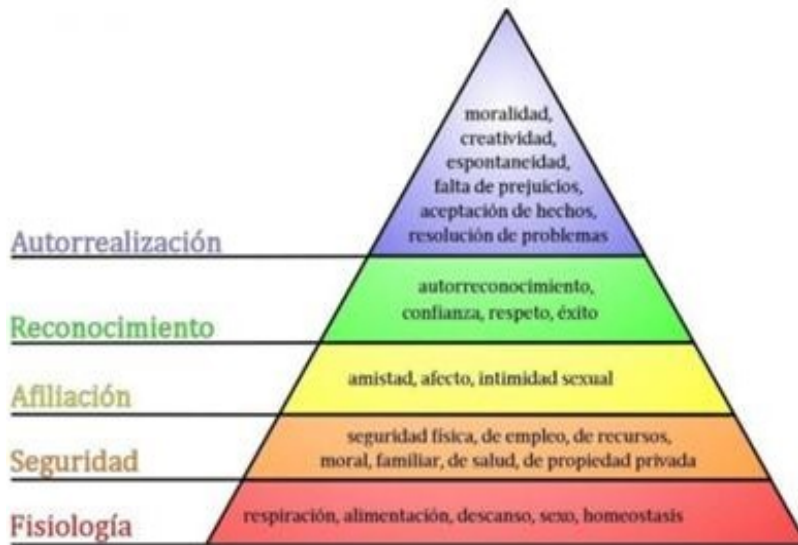 moralidad,
creatividad,
espontaneidad,
falta de prejuicios,
aceptación de hechos,
resolución de problemas
Autorrealización
autorreconocimiento,
confianza, respeto, éxito
Reconocimiento
amistad, afecto, intimidad sexual
Afiliación
seguridad física, de empleo, de recursos,
moral, familiar, de salud, de propiedad privada
Seguridad
respiración, alimentación, descanso, sexo, homeostasis
Fisiología